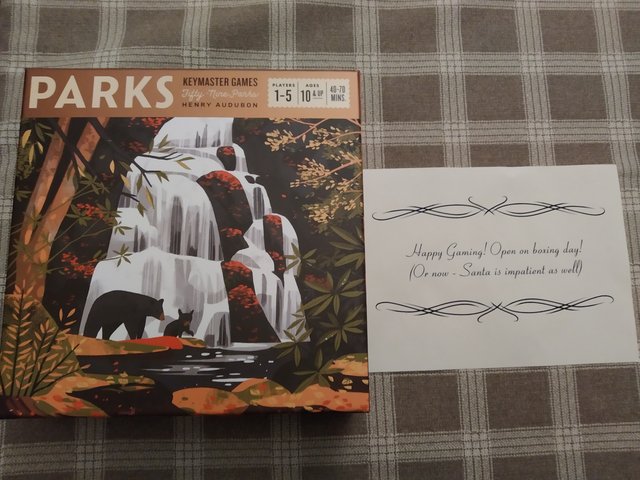 PARKS
KEYMASTER GAMES
Fifty-Nine Parks
HENRY AUDUBON
PLAYERS
1-5
AGES
10 & UP
40-70
MINS.
Happy Gaming! Open on boxing day!
(Or now - Santa is impatient as well)